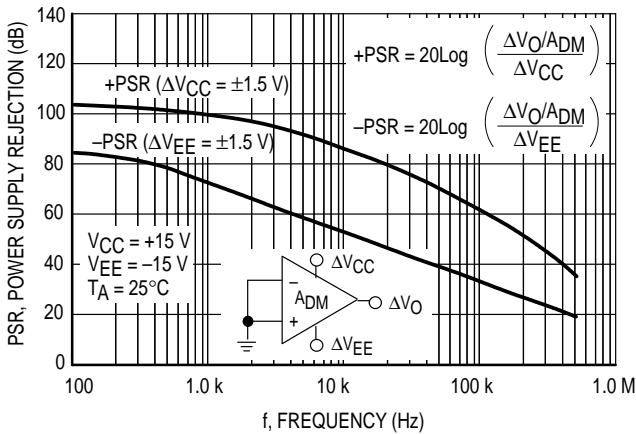 PSR, POWER SUPPLY REJECTION (dB)
140
120
100
80
60
40
20
0
+PSR (ΔVCC = ±1.5 V)
–PSR (ΔVEE = ±1.5 V)
+PSR = 20Log (ΔVO/ADM
ΔVCC)
–PSR = 20Log (ΔVO/ADM
ΔVEE)
VCC = +15 V
VEE = –15 V
TA = 25°C
ΔVCC
–
ADM
+
ΔVO
ΔVEE
100 1.0 k 10 k 100 k 1.0 M
f, FREQUENCY (Hz)